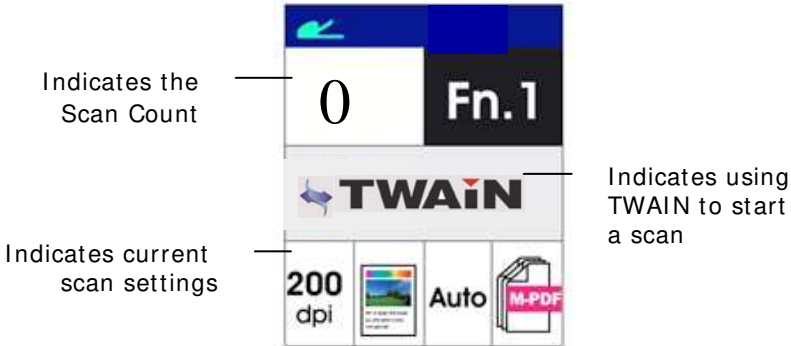 Indicates the
Scan Count
0
Fn.1
TWAiN
Indicates using
TWAIN to start
a scan
Indicates current
scan settings
200
dpi
Auto
M-PDF